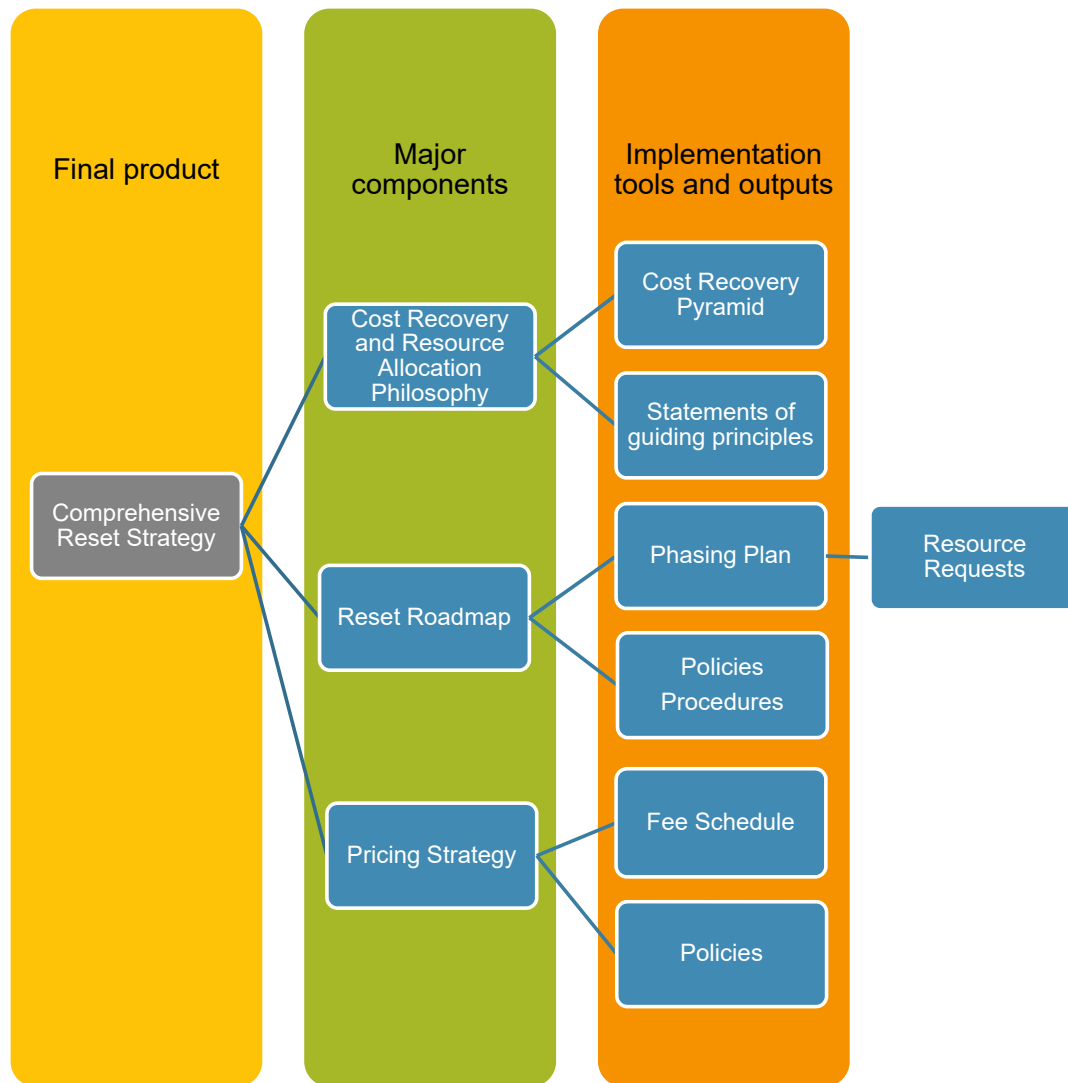 Final product
Major
components
Implementation
tools and outputs
Comprehensive
Reset Strategy
Cost Recovery
and Resource
Allocation
Philosophy
Reset Roadmap
Pricing Strategy
Cost Recovery
Pyramid
Statements of
guiding principles
Phasing Plan
Policies
Procedures
Fee Schedule
Policies
Resource
Requests